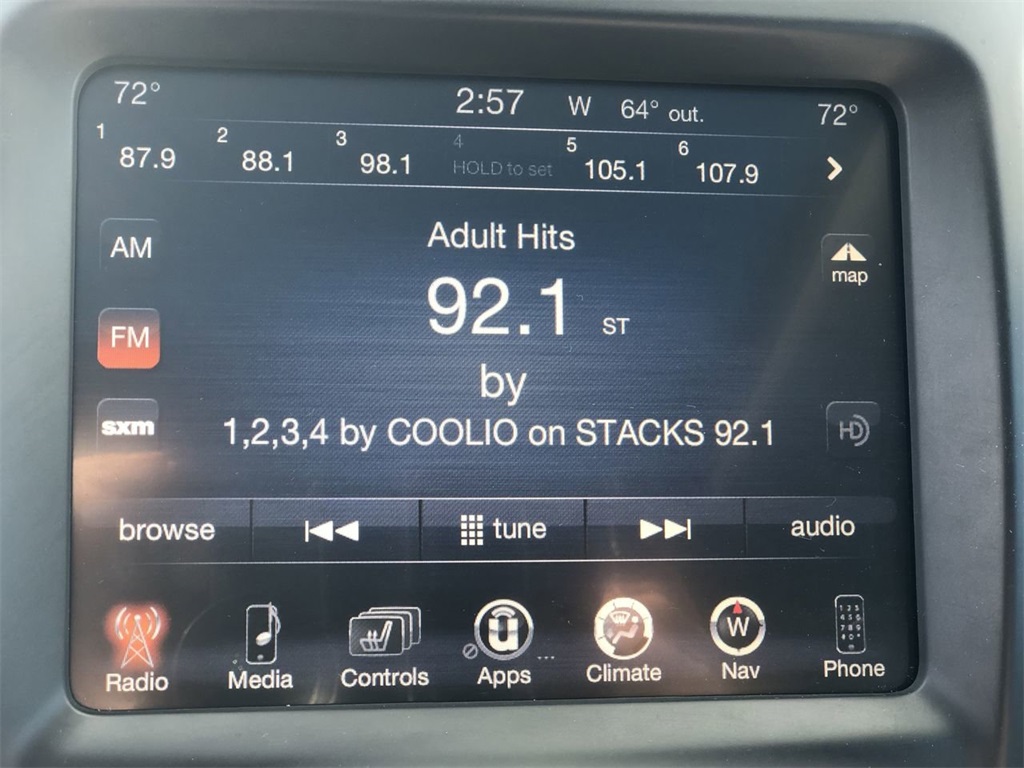 72° 2:57 W 64° out. 72°
1 87.9 2 88.1 3 98.1 4 HOLD to set 5 105.1 6 107.9
AM
Adult Hits
map
92.1 ST
FM
by
sxm
1,2,3,4 by COOLIO on STACKS 92.1
HD
browse tune audio
W
Radio Media Controls Apps Climate Nav Phone